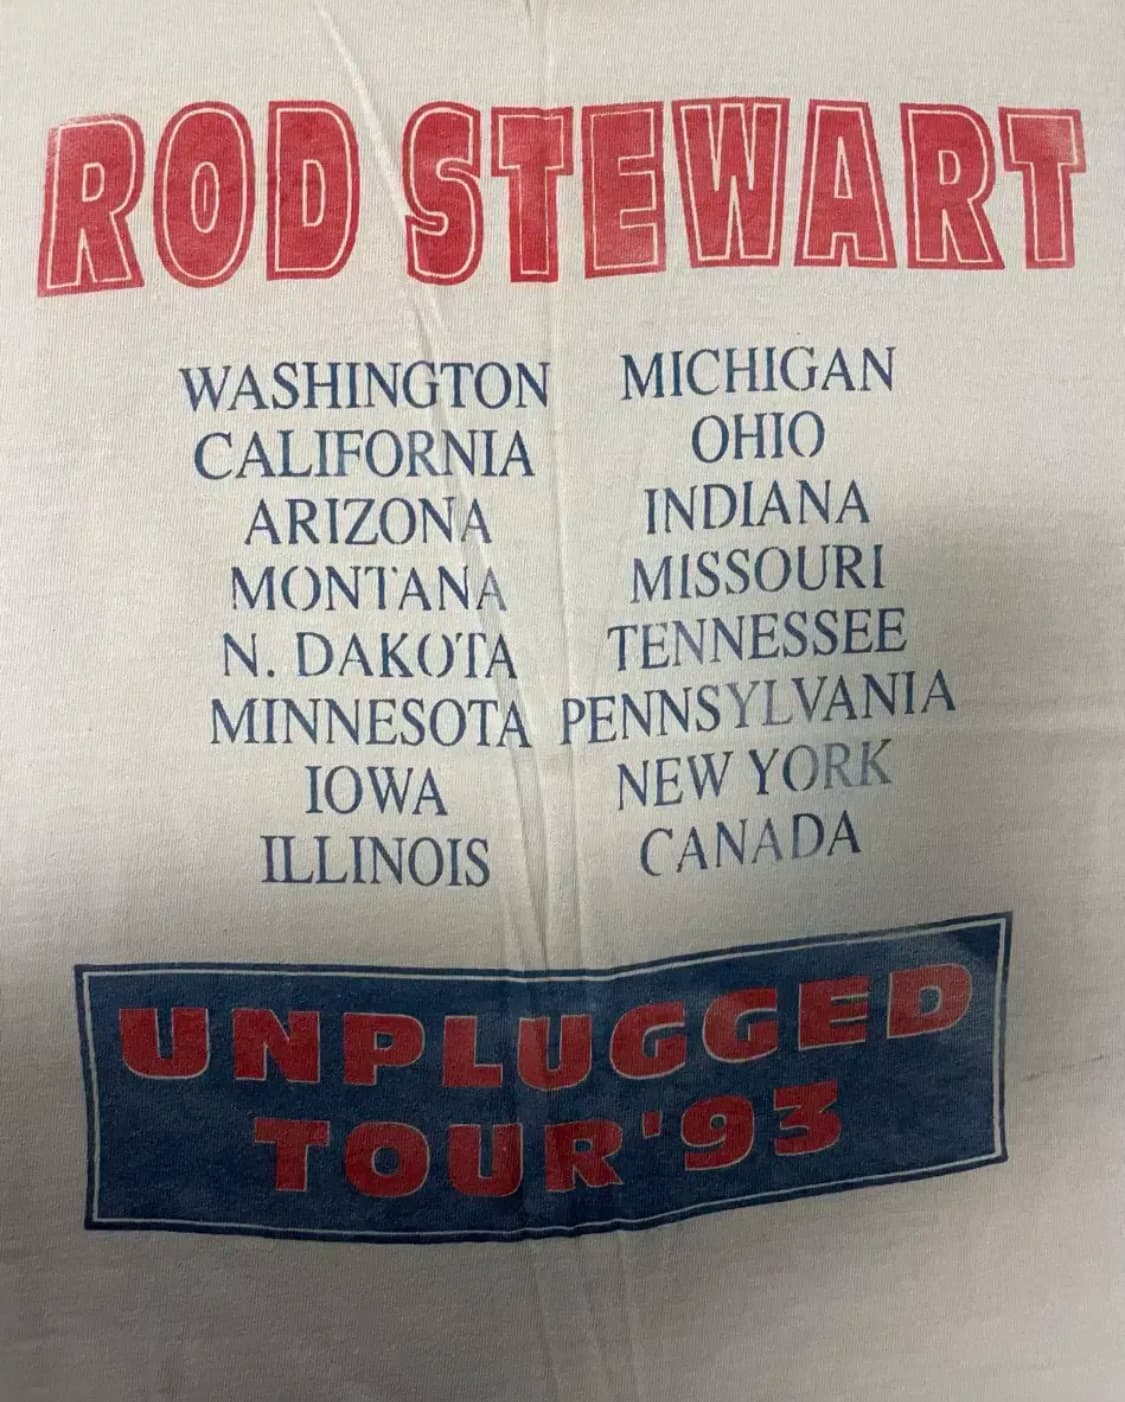 ROD STEWART
WASHINGTON
CALIFORNIA
ARIZONA
MONTANA
N. DAKOTA
MINNESOTA
IOWA
ILLINOIS
MICHIGAN
OHIO
INDIANA
MISSOURI
TENNESSEE
PENNSYLVANIA
NEW YORK
CANADA
UNPLUGGED
TOUR'93